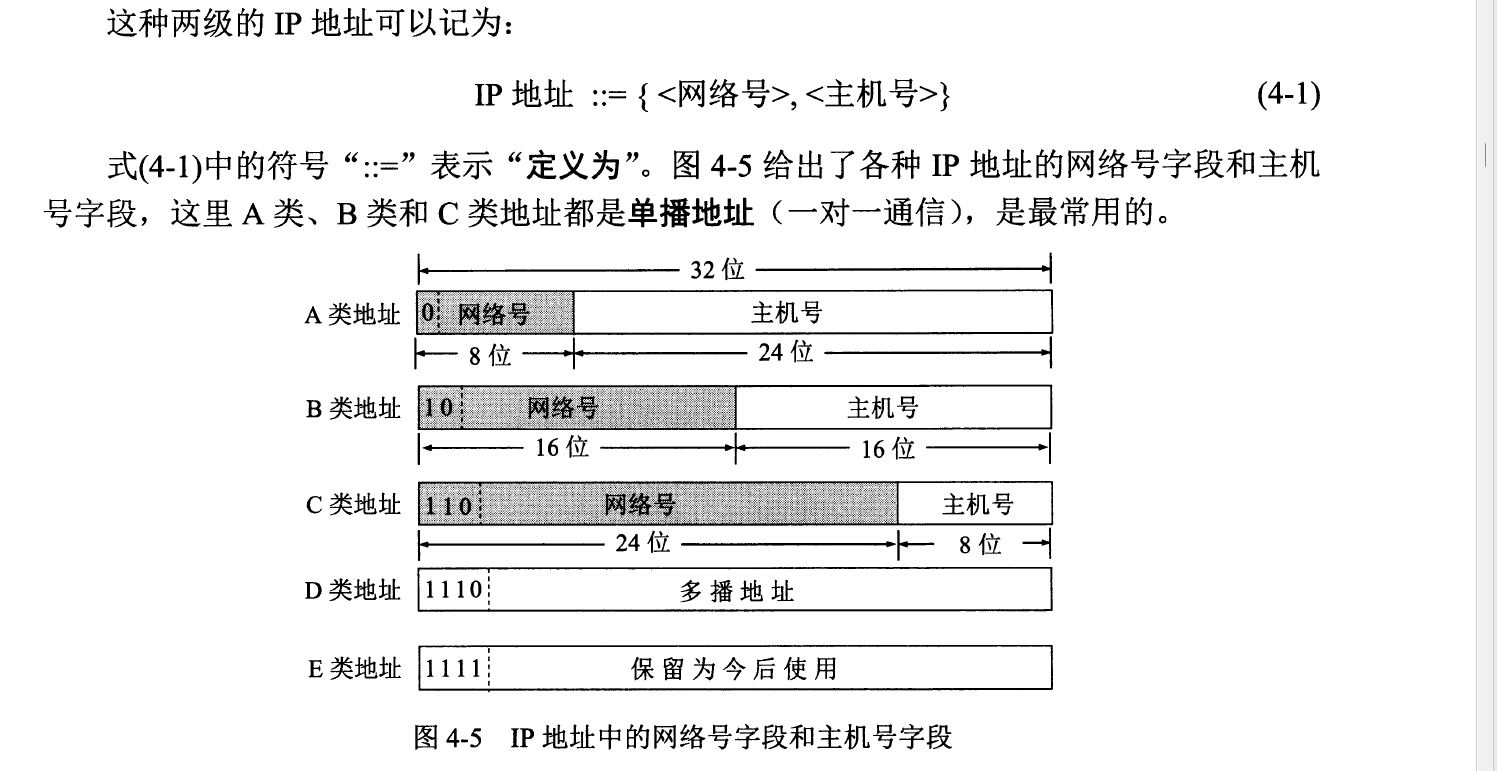 这种两级的 IP 地址可以记为：
IP 地址 ::= { <网络号>, <主机号>} (4-1)
式(4-1)中的符号“::=”表示“定义为”。图 4-5 给出了各种 IP 地址的网络号字段和主机
号字段，这里 A 类、B 类和 C 类地址都是单播地址（一对一通信），是最常用的。
32 位
A 类地址 0 网络号 主机号
8 位 24 位
B 类地址 10 网络号 主机号
16 位 16 位
C 类地址 110 网络号 主机号
24 位 8 位
D 类地址 1110 多播地址
E 类地址 1111 保留为今后使用
图 4-5 IP 地址中的网络号字段和主机号字段